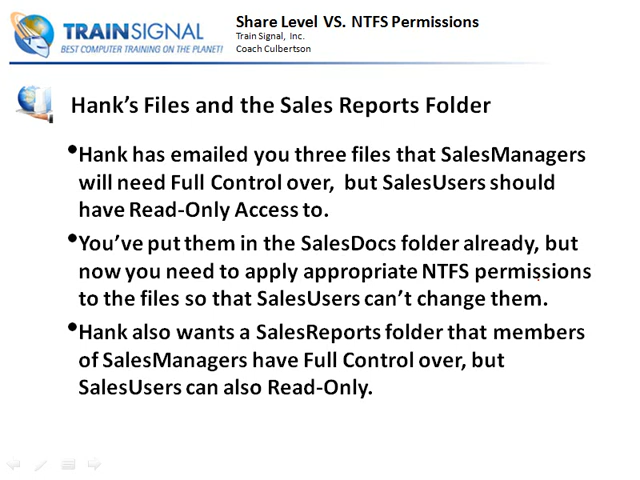 TRAINSIGNAL
BEST COMPUTER TRAINING ON THE PLANET!
Share Level VS. NTFS Permissions
Train Signal, Inc.
Coach Culbertson
Hank's Files and the Sales Reports Folder
•Hank has emailed you three files that SalesManagers
will need Full Control over, but SalesUsers should
have Read-Only Access to.
•You've put them in the SalesDocs folder already, but
now you need to apply appropriate NTFS permissions
to the files so that SalesUsers can't change them.
•Hank also wants a SalesReports folder that members
of SalesManagers have Full Control over, but
SalesUsers can also Read-Only.